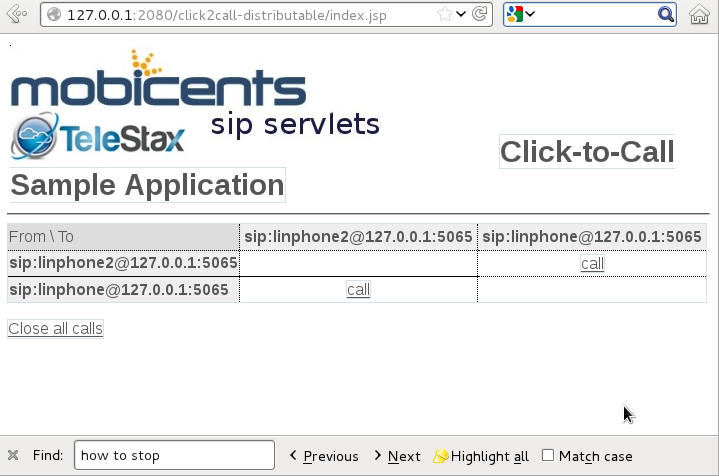 127.0.0.1:2080/click2call-distributable/index.jsp
mobicents
TeleStax sip servlets
Click-to-Call
Sample Application
From \ To sip:linphone2@127.0.0.1:5065 sip:linphone@127.0.0.1:5065
sip:linphone2@127.0.0.1:5065 call
sip:linphone@127.0.0.1:5065 call
Close all calls
Find: how to stop Previous Next Highlight all Match case